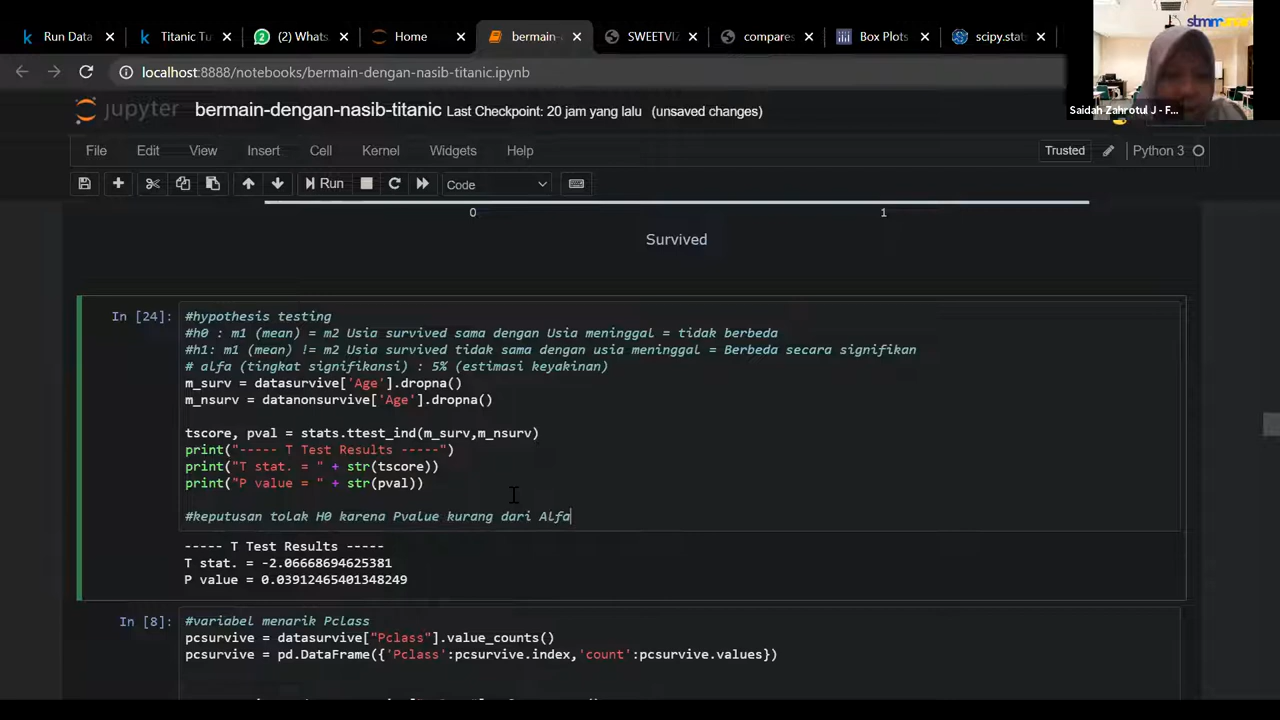 Run Data
Titanic Tu
(2) Whats
Home
bermain-
SWEETVIZ
compares
Box Plots
scipy.stat
localhost:8888/notebooks/bermain-dengan-nasib-titanic.ipynb
Saidah Zahrotul J - F...
jupyter bermain-dengan-nasib-titanic Last Checkpoint: 20 jam yang lalu (unsaved changes)
File Edit View Insert Cell Kernel Widgets Help Trusted Python 3
Run Code
0 1
Survived
In [24]:
#hypothesis testing
#h0 : m1 (mean) = m2 Usia survived sama dengan Usia meninggal = tidak berbeda
#h1: m1 (mean) != m2 Usia survived tidak sama dengan usia meninggal = Berbeda secara signifikan
# alfa (tingkat signifikansi) : 5% (estimasi keyakinan)
m_surv = datasurvive['Age'].dropna()
m_nsurv = datanonsurvive['Age'].dropna()
tscore, pval = stats.ttest_ind(m_surv,m_nsurv)
print("----- T Test Results -----")
print("T stat. = " + str(tscore))
print("P value = " + str(pval))
#keputusan tolak H0 karena Pvalue kurang dari Alfa
----- T Test Results -----
T stat. = -2.06668694625381
P value = 0.03912465401348249
In [8]:
#variabel menarik Pclass
pcsurvive = datasurvive["Pclass"].value_counts()
pcsurvive = pd.DataFrame({'Pclass':pcsurvive.index,'count':pcsurvive.values})